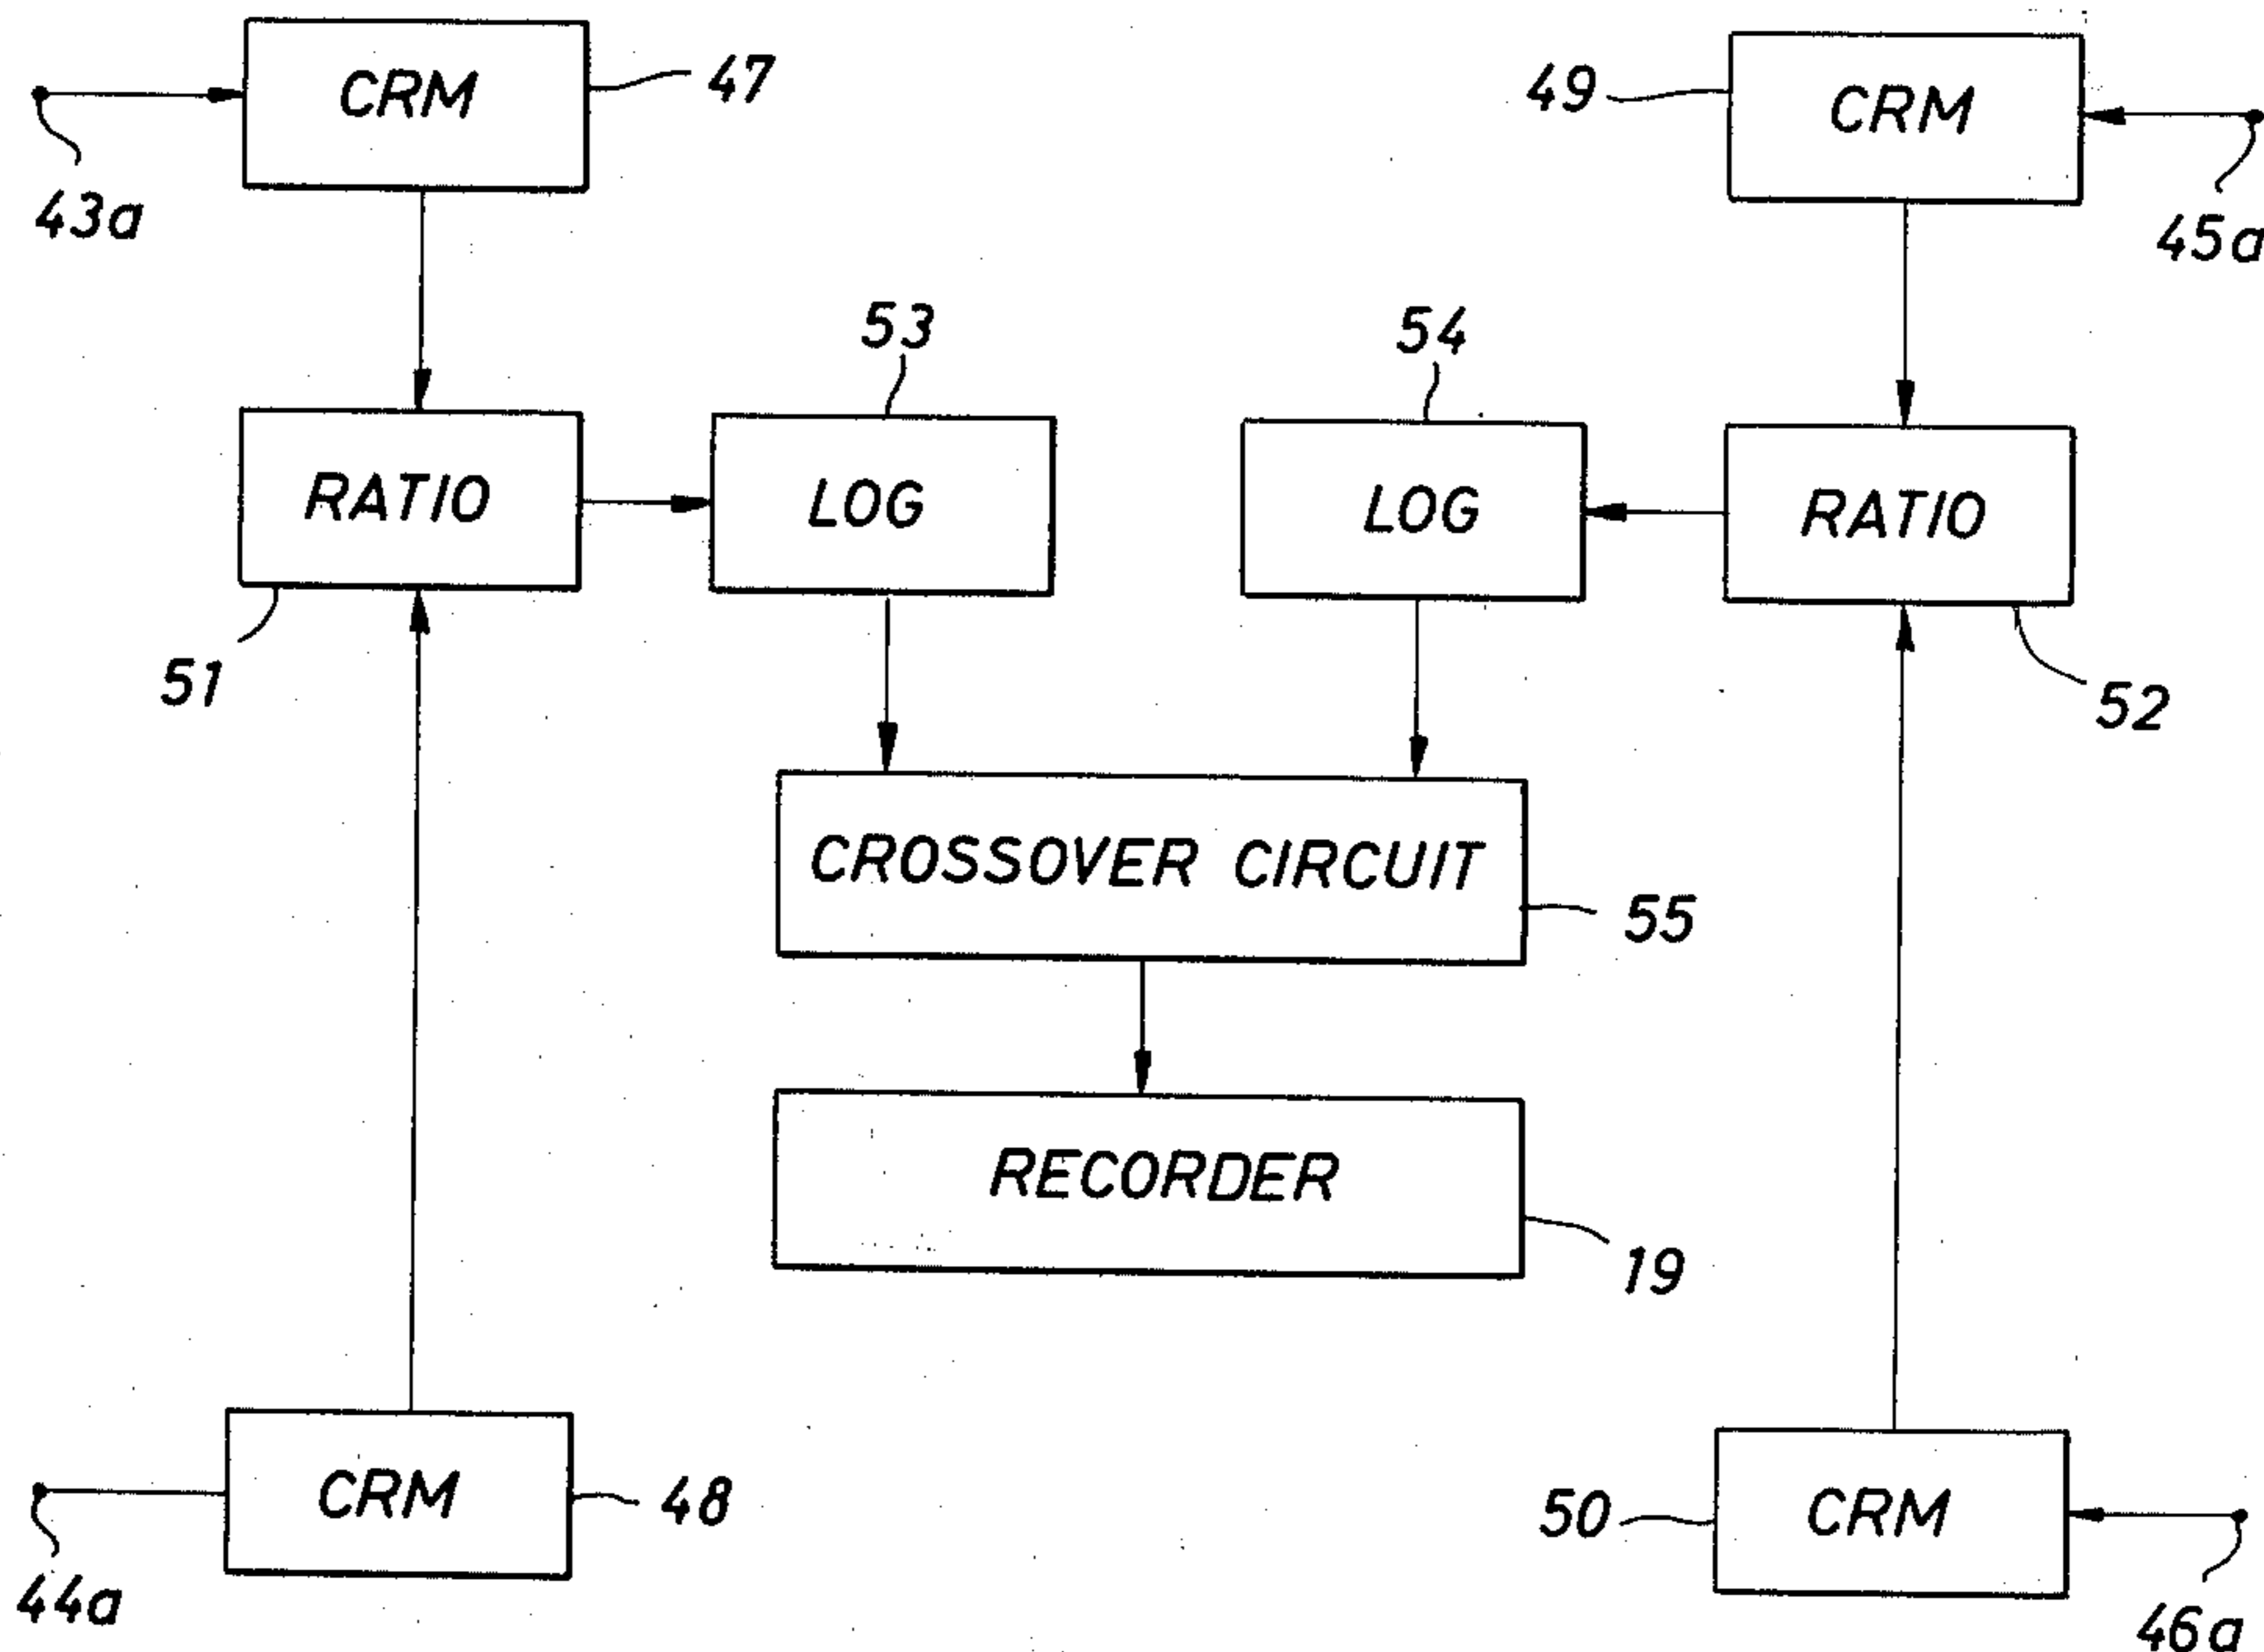 CRM
47
49
CRM
43a
45a
53
54
RATIO
LOG
LOG
RATIO
51
52
CROSSOVER CIRCUIT
55
RECORDER
19
CRM
48
50
CRM
44a
46a